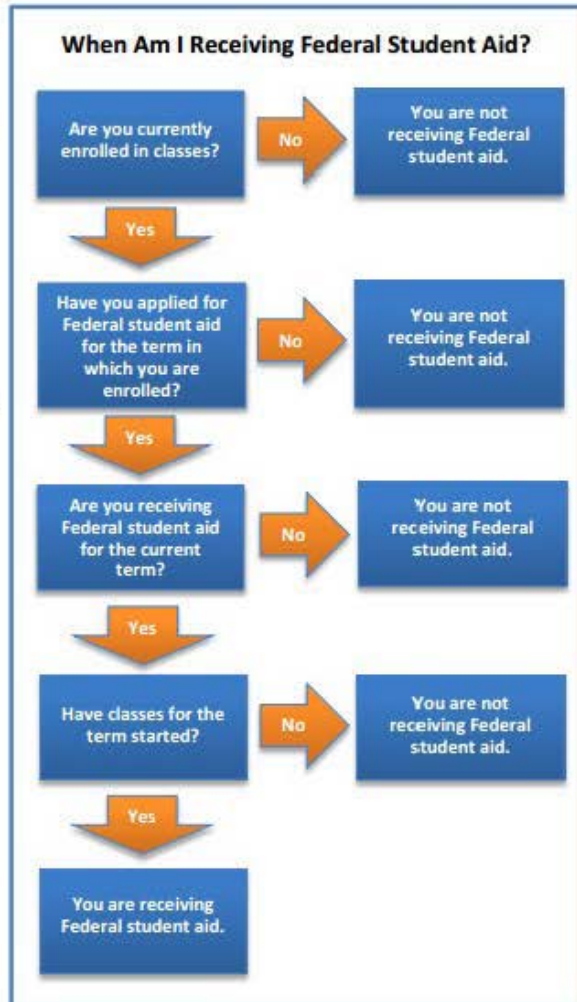 When Am I Receiving Federal Student Aid?
Are you currently
enrolled in classes?
No
You are not
receiving Federal
student aid.
Yes
Have you applied for
Federal student aid
for the term in
which you are
enrolled?
No
You are not
receiving Federal
student aid.
Yes
Are you receiving
Federal student aid
for the current
term?
No
You are not
receiving Federal
student aid.
Yes
Have classes for the
term started?
No
You are not
receiving Federal
student aid.
Yes
You are receiving
Federal student aid.